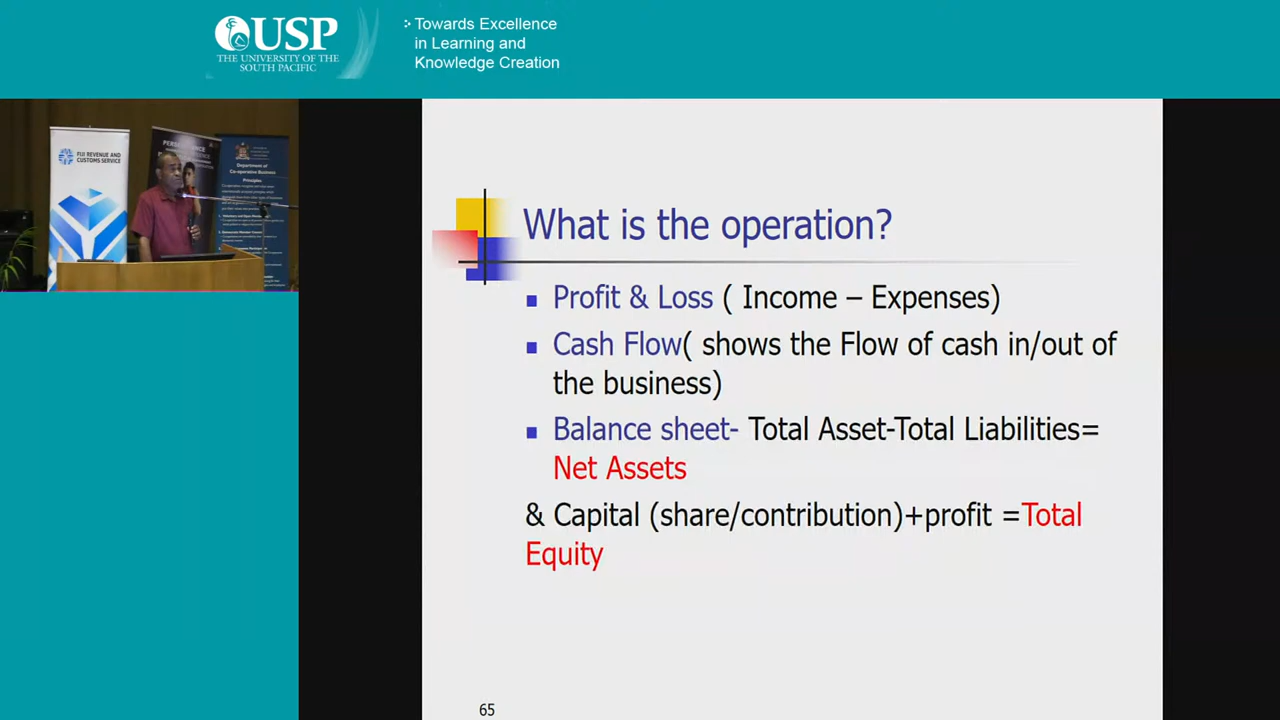 USP
THE UNIVERSITY OF THE
SOUTH PACIFIC
Towards Excellence
in Learning and
Knowledge Creation
FIJI REVENUE AND
CUSTOMS SERVICE
Department of
Co-operative Business
Principles
What is the operation?
Profit & Loss ( Income – Expenses)
Cash Flow( shows the Flow of cash in/out of
the business)
Balance sheet- Total Asset-Total Liabilities=
Net Assets
& Capital (share/contribution)+profit =Total
Equity
65